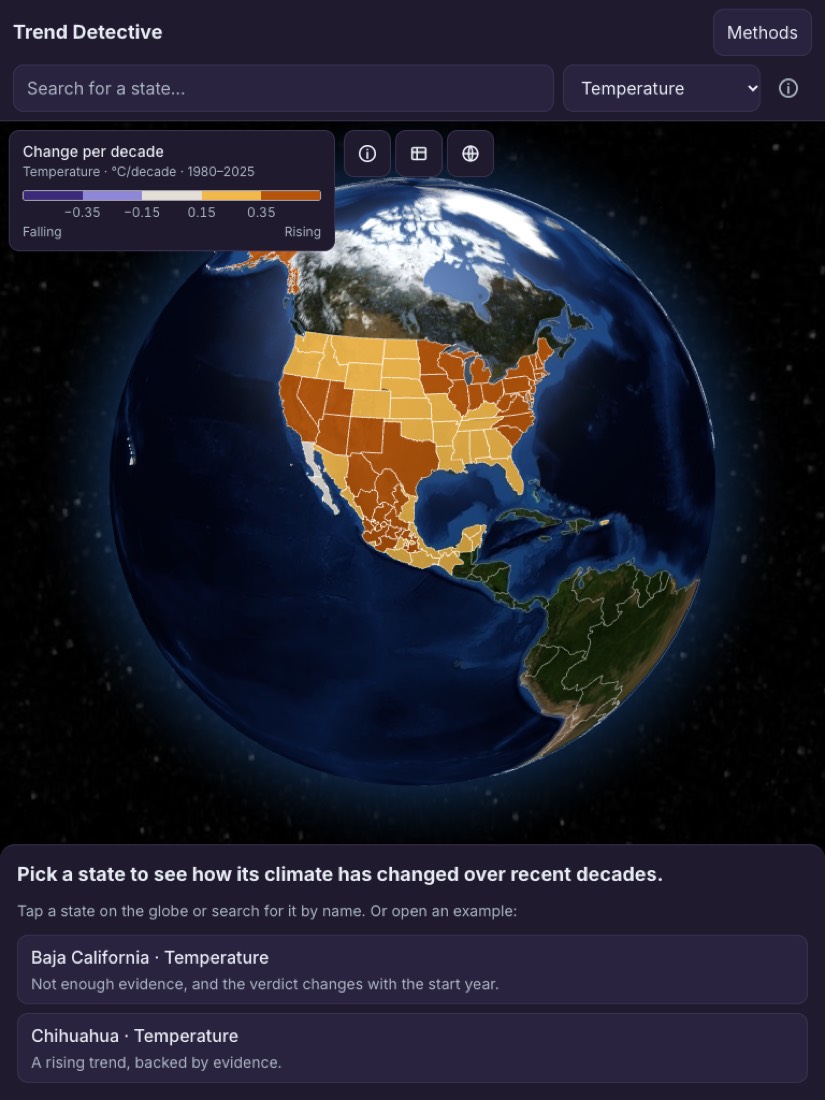 Trend Detective
Methods
Search for a state...
Temperature
Change per decade
Temperature · °C/decade · 1980–2025
−0.35 −0.15 0.15 0.35
Falling Rising
Pick a state to see how its climate has changed over recent decades.
Tap a state on the globe or search for it by name. Or open an example:
Baja California · Temperature
Not enough evidence, and the verdict changes with the start year.
Chihuahua · Temperature
A rising trend, backed by evidence.